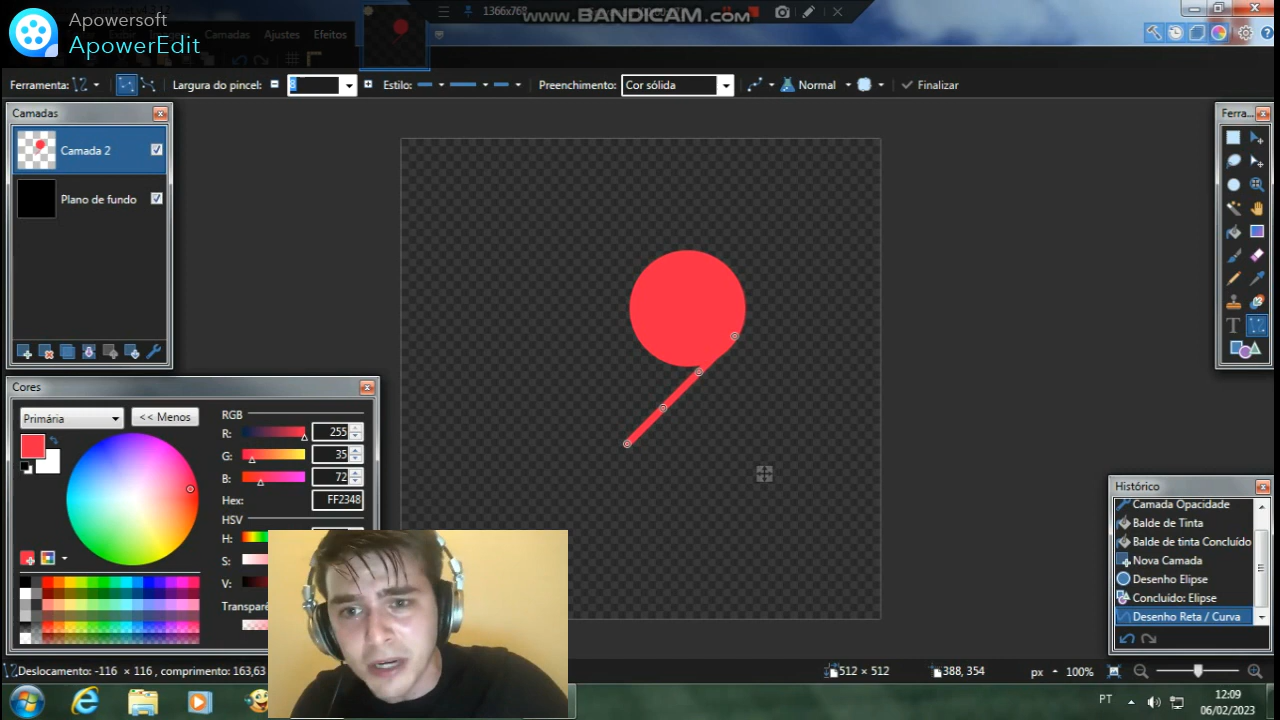 Apowersoft
ApowerEdit
1366x768
www.BANDICAM.com
Camadas Ajustes Efeitos
Ferramenta: Largura do pincel: Estilo: Preenchimento: Cor sólida Normal Finalizar
Camadas
Camada 2
Plano de fundo
Ferra...
Cores
Primária
<< Menos
RGB
R: 255
G: 35
B: 72
Hex: FF2348
HSV
H:
S:
V:
Transpar
Histórico
Camada Opacidade
Balde de Tinta
Balde de tinta Concluído
Nova Camada
Desenho Elipse
Concluído: Elipse
Desenho Reta / Curva
Deslocamento: -116 × 116, comprimento: 163,63
512 × 512
388, 354
px
100%
PT
12:09
06/02/2023